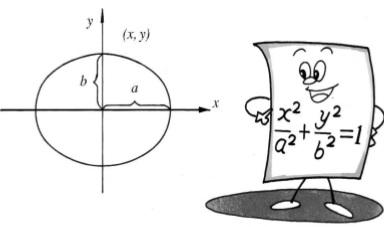 y
(x, y)
b
a
x
x²/a² + y²/b² = 1